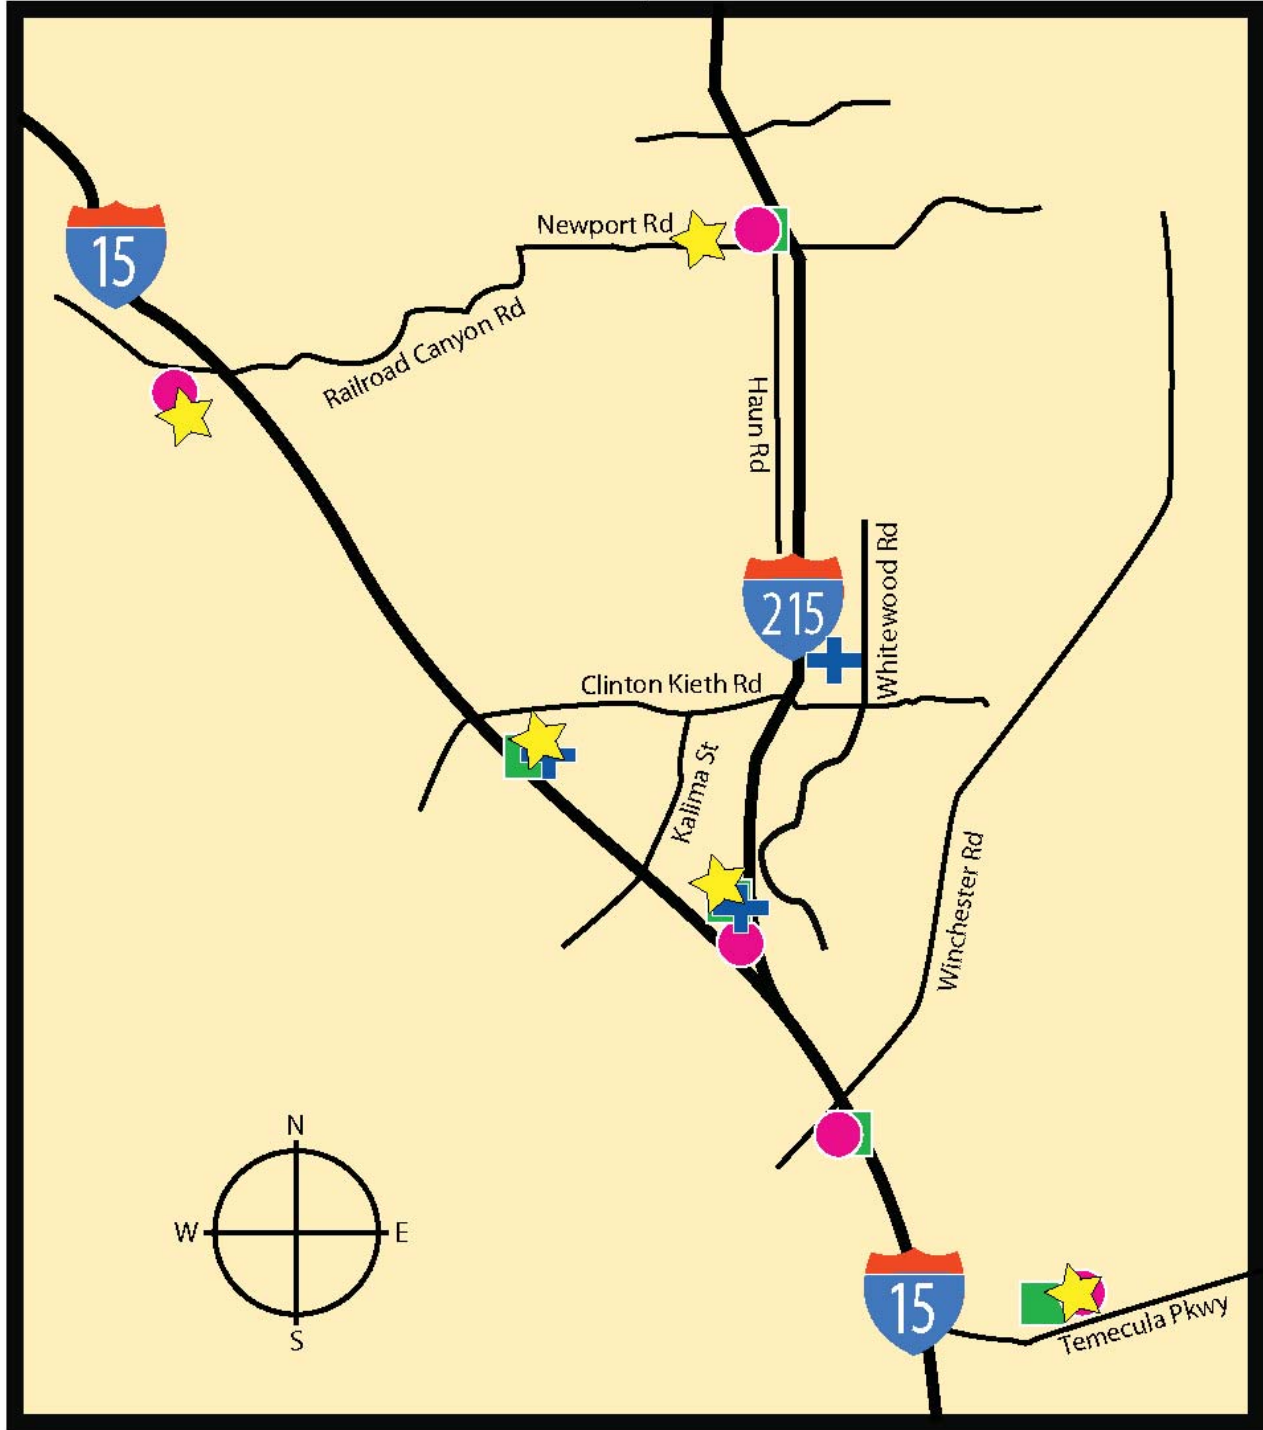 Newport Rd
15
Railroad Canyon Rd
Haun Rd
Whitewood Rd
215
Clinton Kieth Rd
Kalima St
Winchester Rd
N
W
E
S
15
Temecula Pkwy